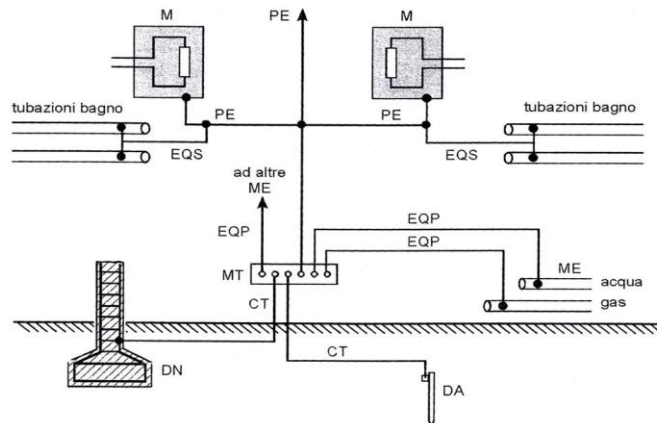 M
PE
M
tubazioni bagno
PE
PE
tubazioni bagno
EQS
EQS
ad altre
ME
EQP
EQP
EQP
MT
ME
acqua
gas
CT
CT
DN
DA